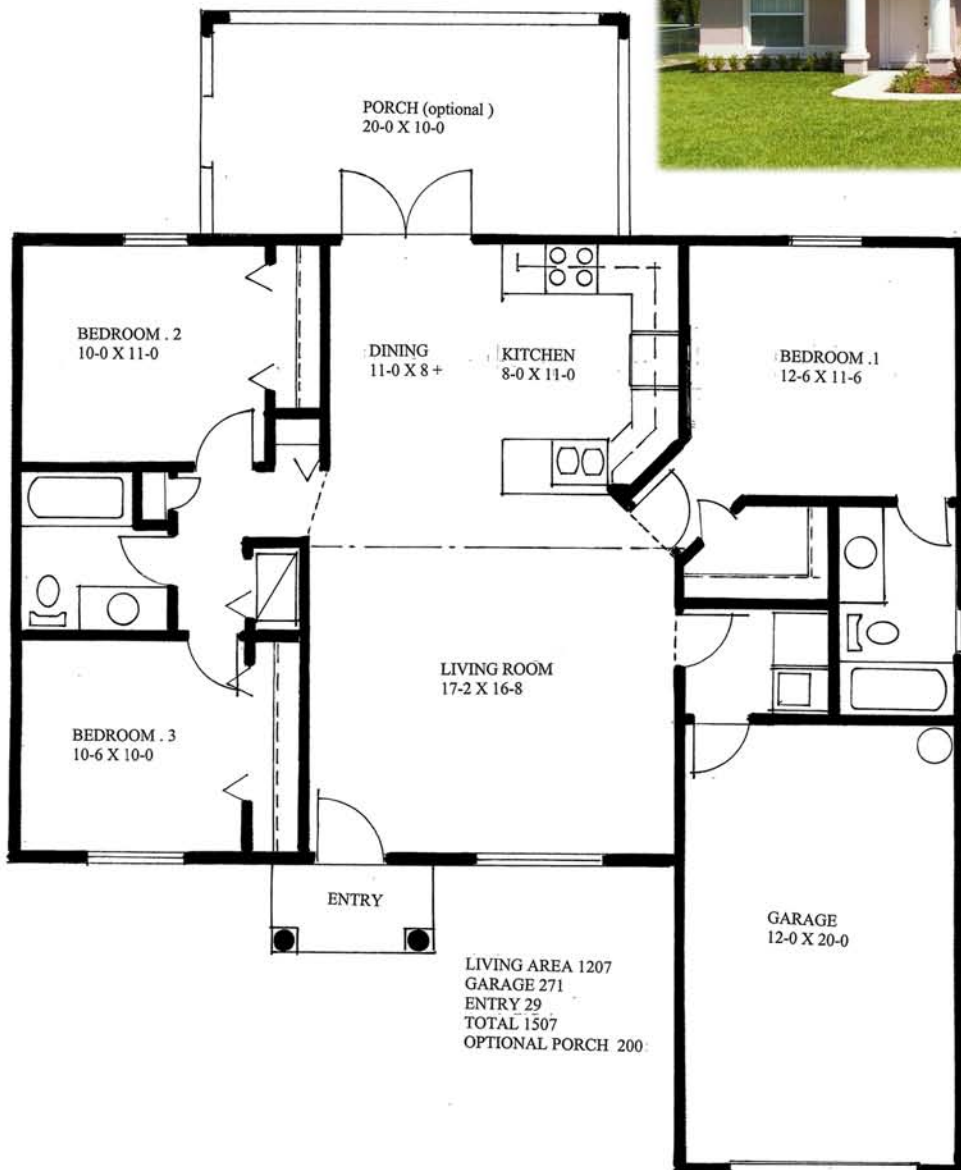 PORCH (optional )
20-0 X 10-0
BEDROOM . 2
10-0 X 11-0
DINING
11-0 X 8 +
KITCHEN
8-0 X 11-0
BEDROOM .1
12-6 X 11-6
LIVING ROOM
17-2 X 16-8
BEDROOM . 3
10-6 X 10-0
ENTRY
GARAGE
12-0 X 20-0
LIVING AREA 1207
GARAGE 271
ENTRY 29
TOTAL 1507
OPTIONAL PORCH 200